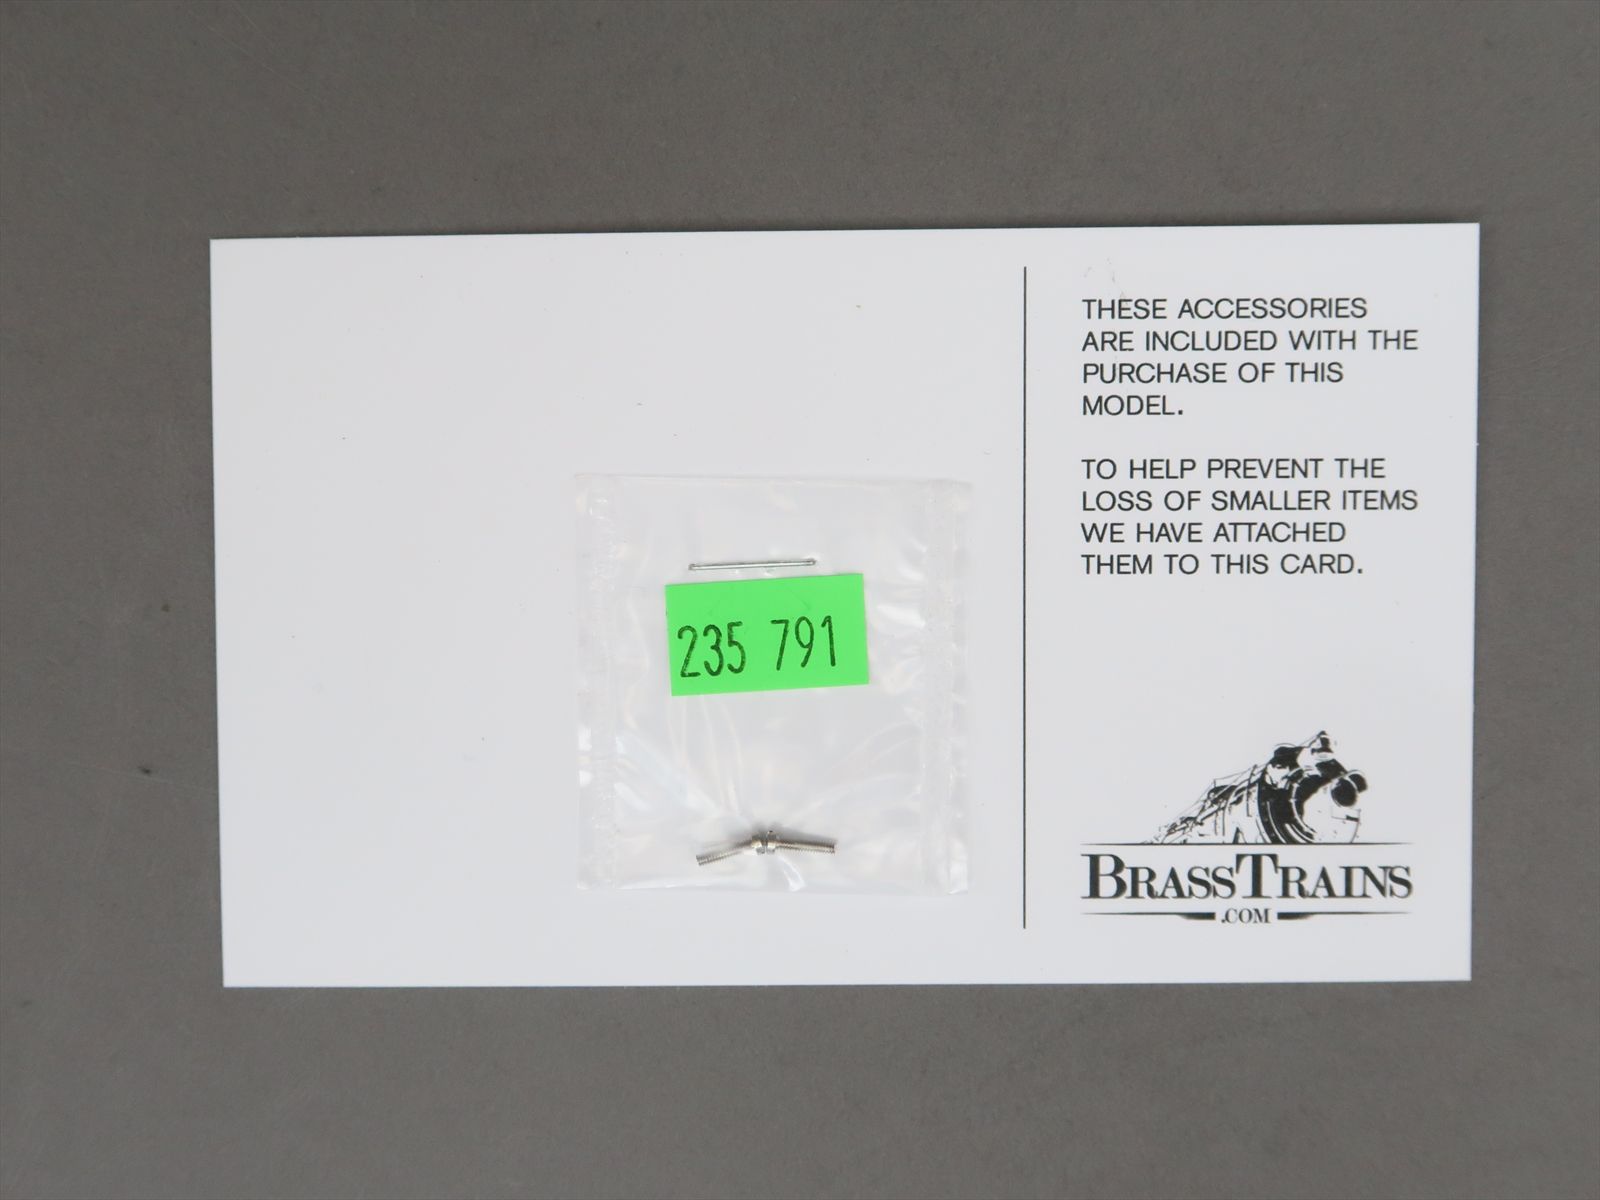 235 791
THESE ACCESSORIES
ARE INCLUDED WITH THE
PURCHASE OF THIS
MODEL.
TO HELP PREVENT THE
LOSS OF SMALLER ITEMS
WE HAVE ATTACHED
THEM TO THIS CARD.
BRASSTRAINS
.COM